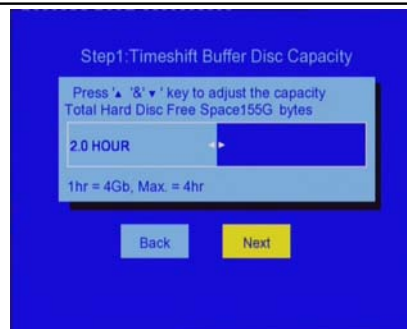 Step1:Timeshift Buffer Disc Capacity
Press '▲ '&' ▼ ' key to adjust the capacity
Total Hard Disc Free Space155G bytes
2.0 HOUR
1hr = 4Gb, Max. = 4hr
Back Next